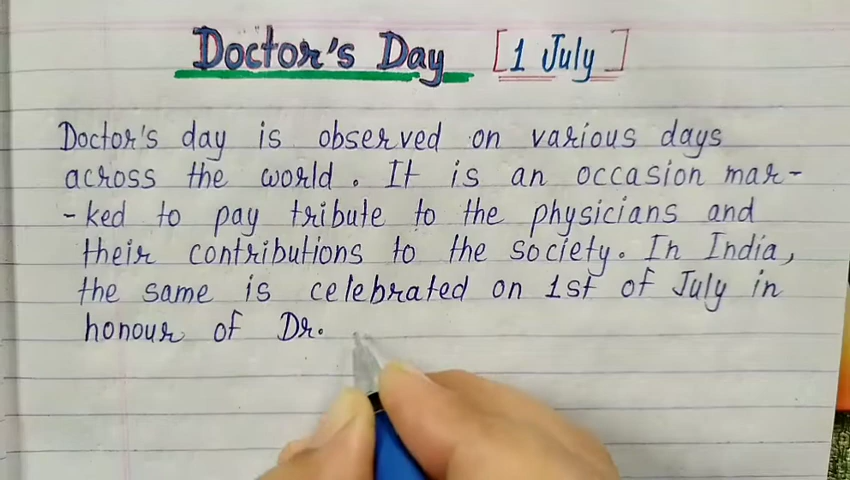 Doctor's Day [1 July]
Doctor's day is observed on various days
across the world. It is an occasion mar-
-ked to pay tribute to the physicians and
their contributions to the society. In India,
the same is celebrated on 1st of July in
honour of Dr.